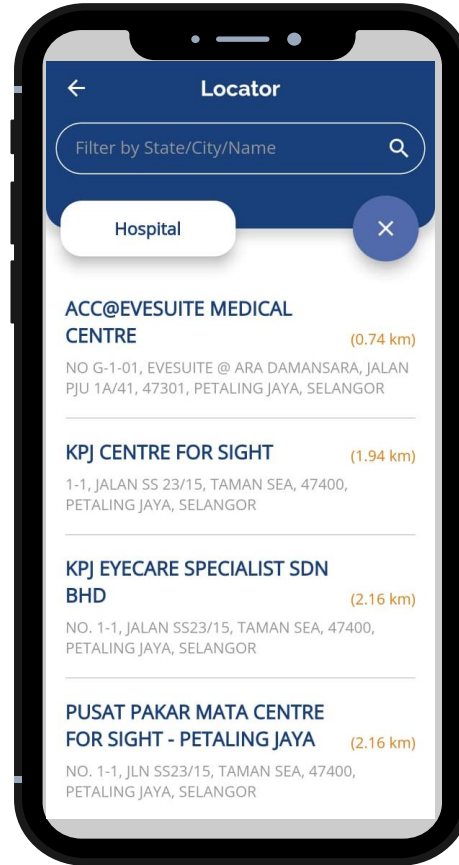 Locator
Filter by State/City/Name
Hospital
ACC@EVESUITE MEDICAL
CENTRE (0.74 km)
NO G-1-01, EVESUITE @ ARA DAMANSARA, JALAN
PJU 1A/41, 47301, PETALING JAYA, SELANGOR
KPJ CENTRE FOR SIGHT (1.94 km)
1-1, JALAN SS 23/15, TAMAN SEA, 47400,
PETALING JAYA, SELANGOR
KPJ EYECARE SPECIALIST SDN
BHD (2.16 km)
NO. 1-1, JALAN SS23/15, TAMAN SEA, 47400,
PETALING JAYA, SELANGOR
PUSAT PAKAR MATA CENTRE
FOR SIGHT - PETALING JAYA (2.16 km)
NO. 1-1, JLN SS23/15, TAMAN SEA, 47400,
PETALING JAYA, SELANGOR